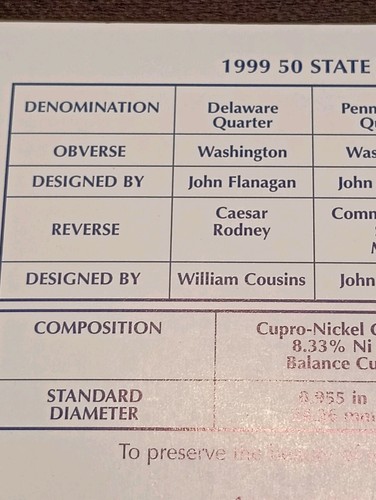 1999 50 STATE
DENOMINATION Delaware Quarter Penn
OBVERSE Washington Was
DESIGNED BY John Flanagan John
REVERSE Caesar Rodney Comm
DESIGNED BY William Cousins John
COMPOSITION Cupro-Nickel C
8.33% Ni
Balance Cu
STANDARD DIAMETER 0.955 in
mm
To preserve the